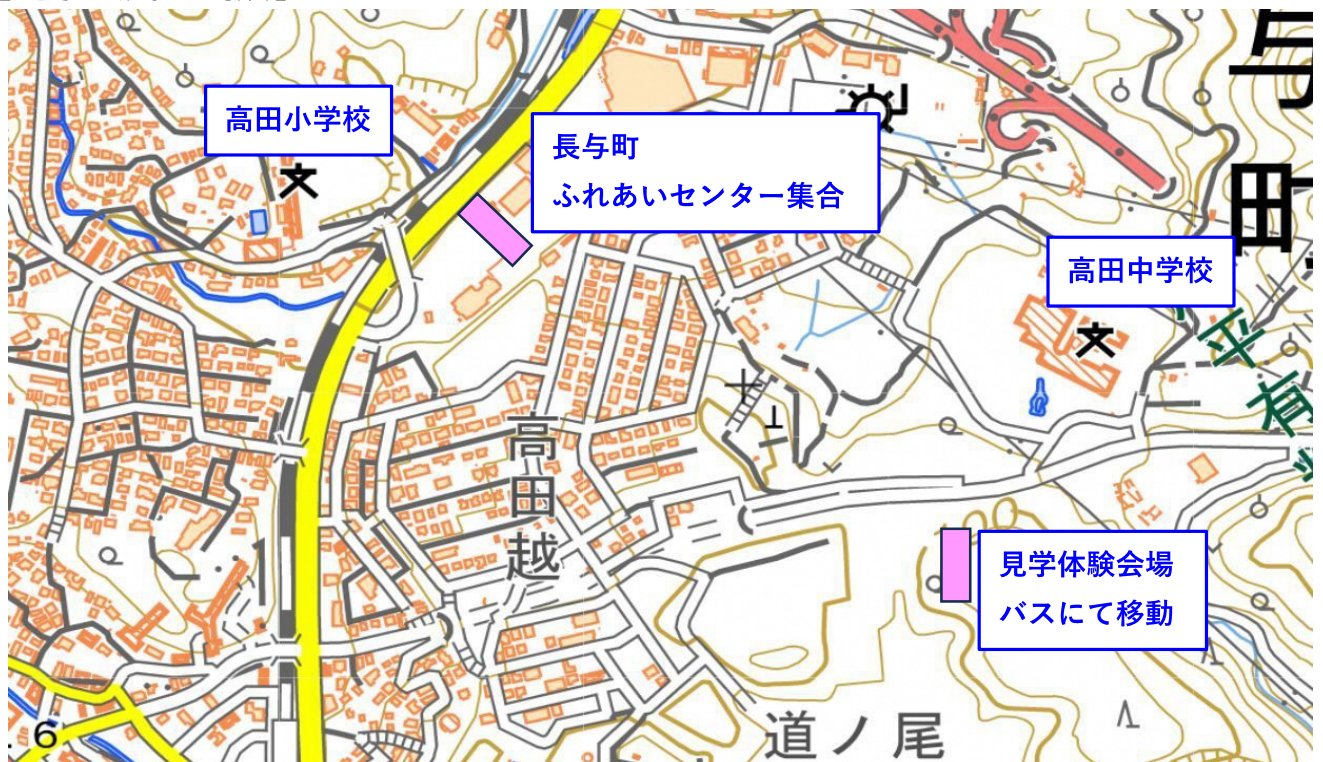 高田小学校
長与町
ふれあいセンター集合
高田中学校
与
田
平
有
高田越
見学体験会場
バスにて移動
道ノ尾
6